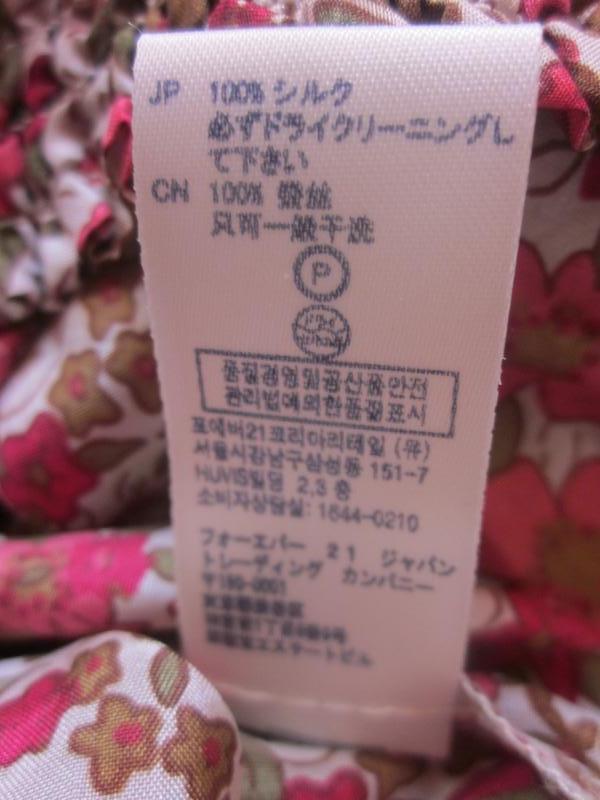 JP 100% シルク
必ずドライクリーニングし
て下さい
CN 100% 蚕絲
只可一般干洗
P
품질경영및공산품안전
관리법에의한품질표시
포에버21코리아리테일 (유)
서울시강남구삼성동 151-7
HUVIS빌딩 2,3 층
소비자상담실: 1644-0210
フォーエバー 21 ジャパン
トレーディング カンパニー